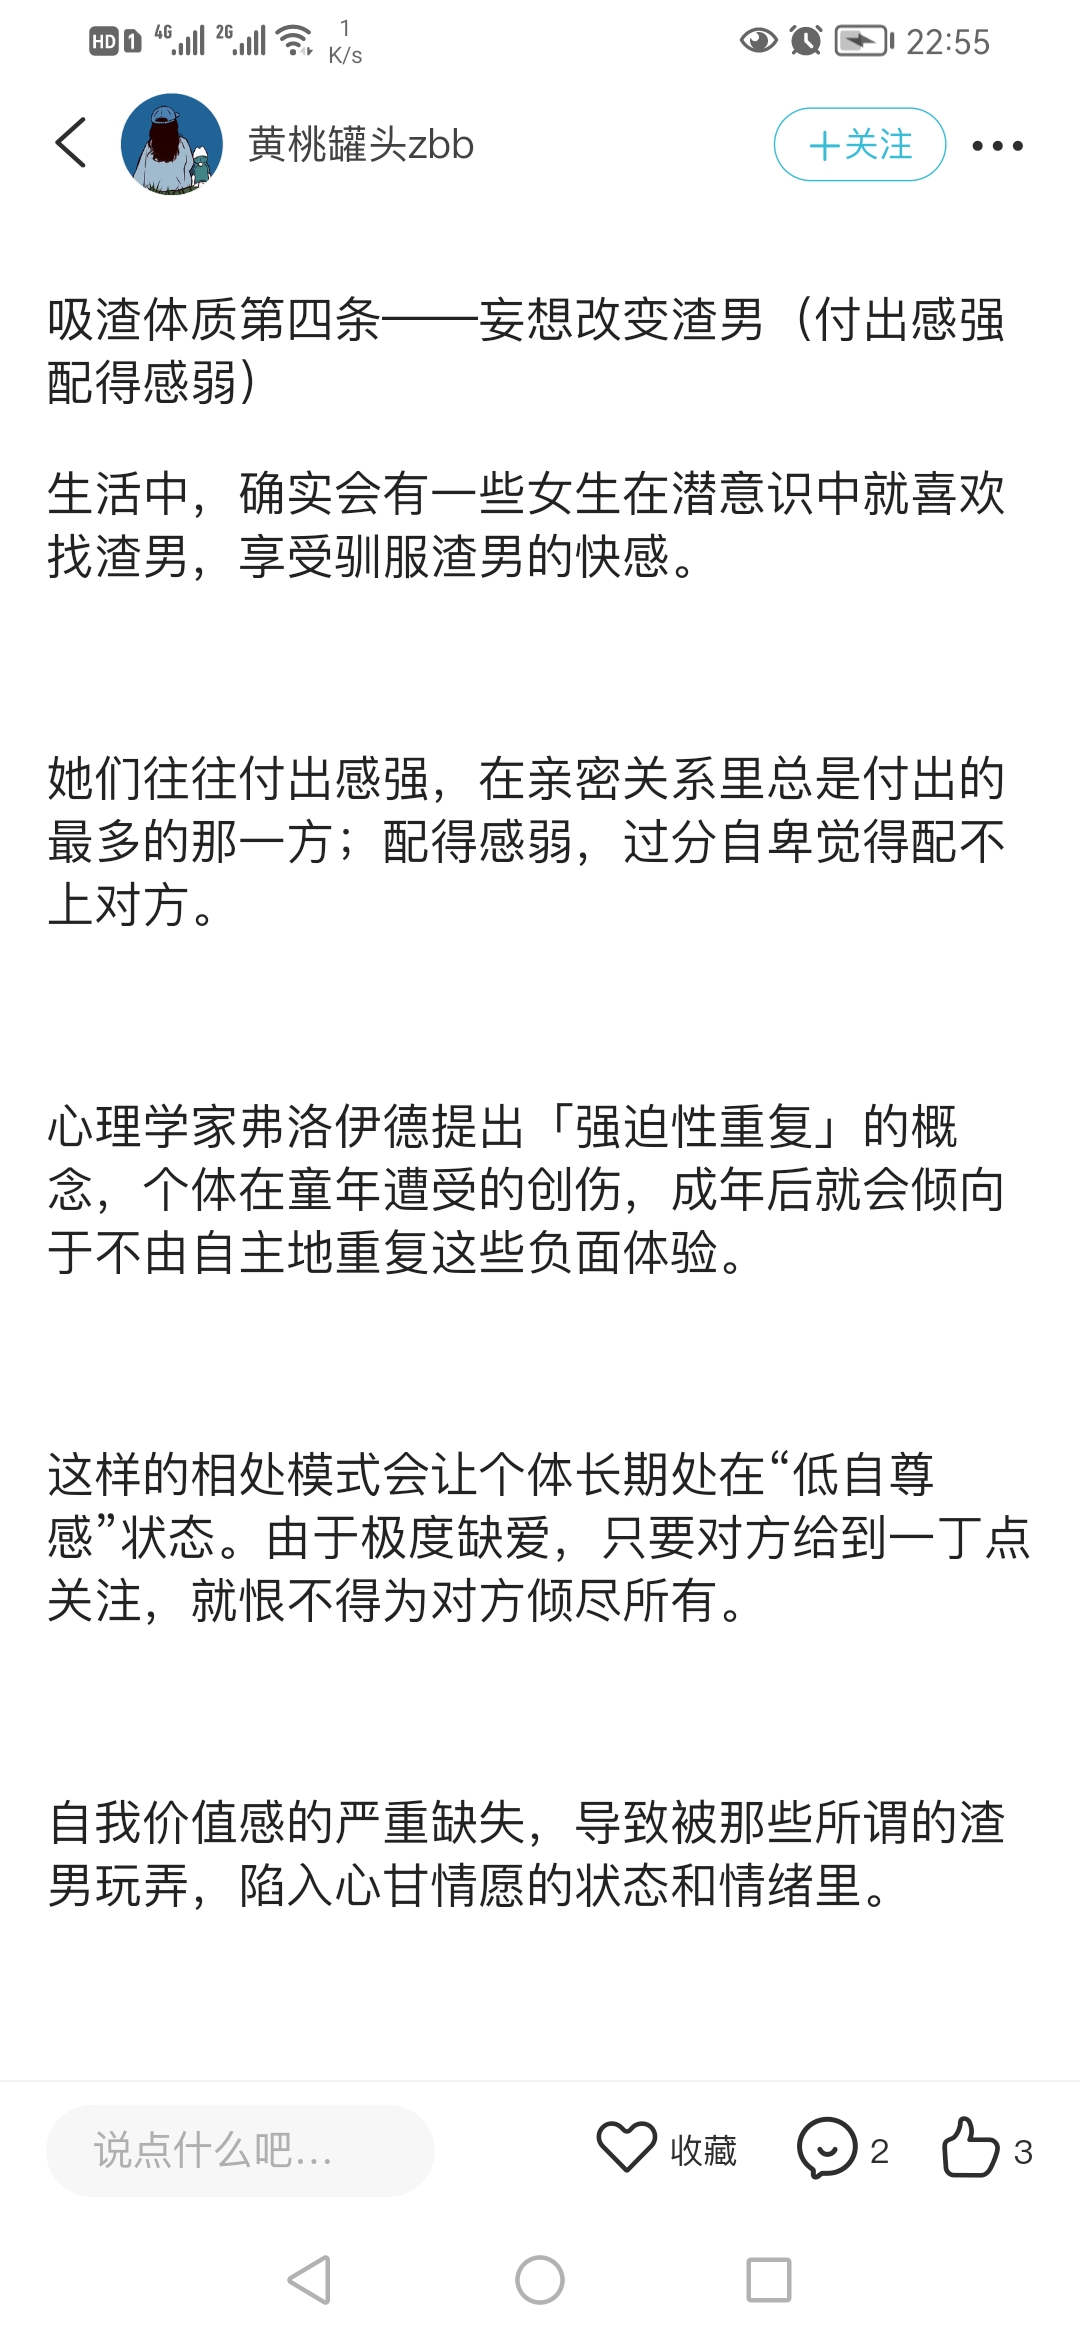 HD 1 4G 2G 1 K/s 22:55
黄桃罐头zbb
+关注
吸渣体质第四条——妄想改变渣男（付出感强
配得感弱）
生活中，确实会有一些女生在潜意识中就喜欢
找渣男，享受驯服渣男的快感。
她们往往付出感强，在亲密关系里总是付出的
最多的那一方；配得感弱，过分自卑觉得配不
上对方。
心理学家弗洛伊德提出「强迫性重复」的概
念，个体在童年遭受的创伤，成年后就会倾向
于不由自主地重复这些负面体验。
这样的相处模式会让个体长期处在“低自尊
感”状态。由于极度缺爱，只要对方给到一丁点
关注，就恨不得为对方倾尽所有。
自我价值感的严重缺失，导致被那些所谓的渣
男玩弄，陷入心甘情愿的状态和情绪里。
说点什么吧...
收藏
2
3